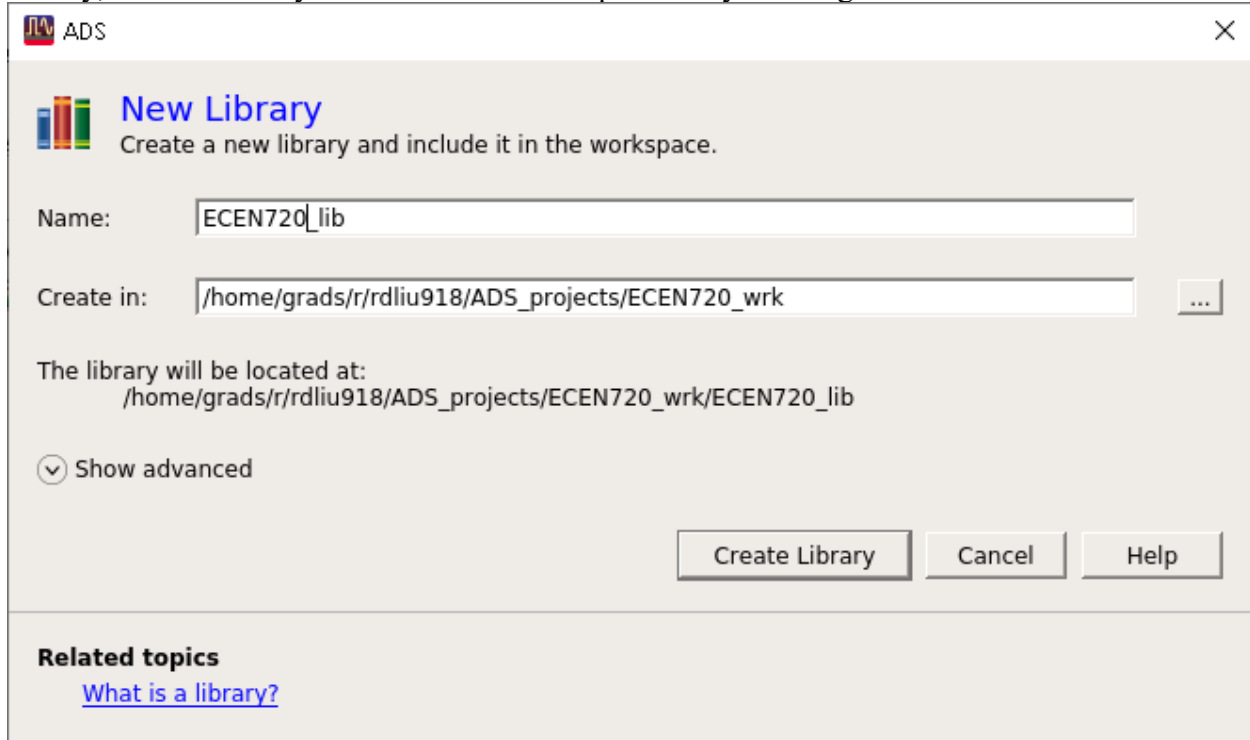 ADS
New Library
Create a new library and include it in the workspace.
Name: ECEN720_lib
Create in: /home/grads/r/rdliu918/ADS_projects/ECEN720_wrk ...
The library will be located at:
/home/grads/r/rdliu918/ADS_projects/ECEN720_wrk/ECEN720_lib
Show advanced
Create Library Cancel Help
Related topics
What is a library?